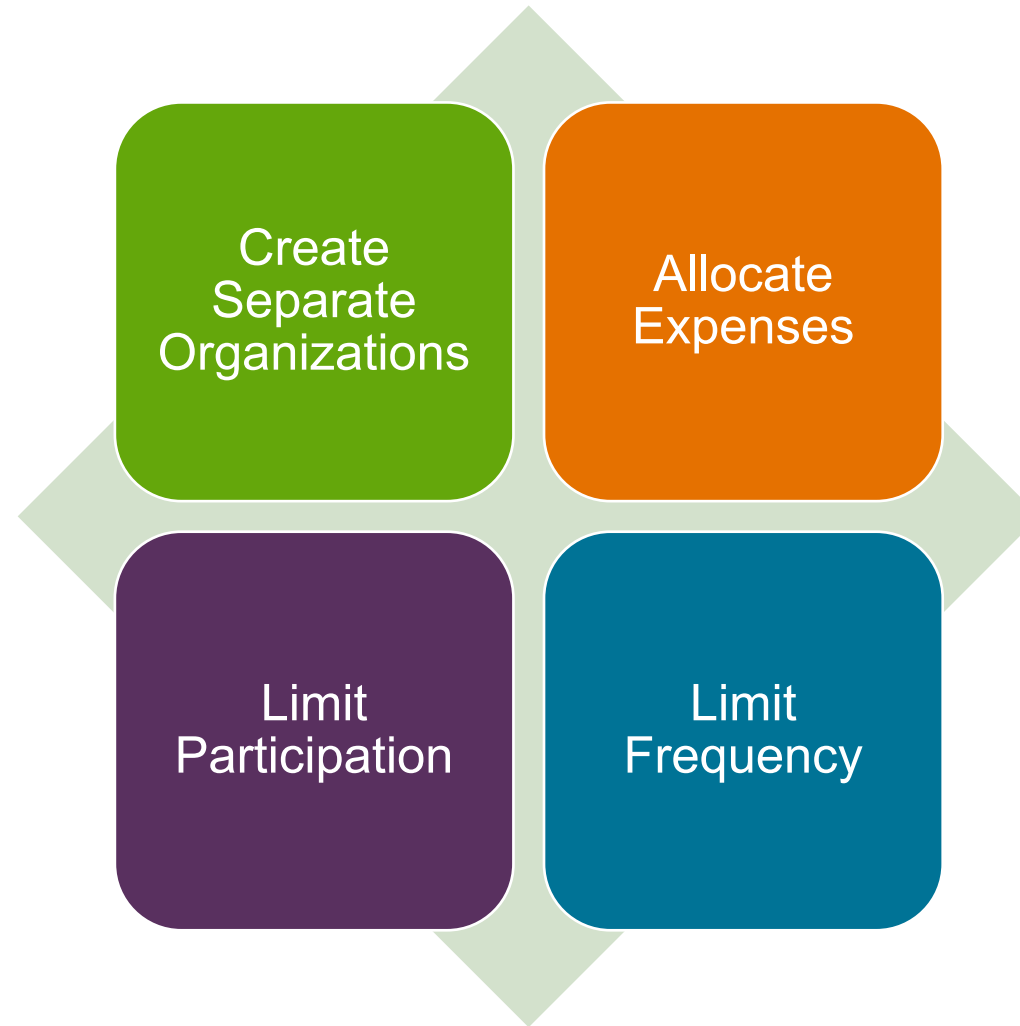 Create
Separate
Organizations
Allocate
Expenses
Limit
Participation
Limit
Frequency